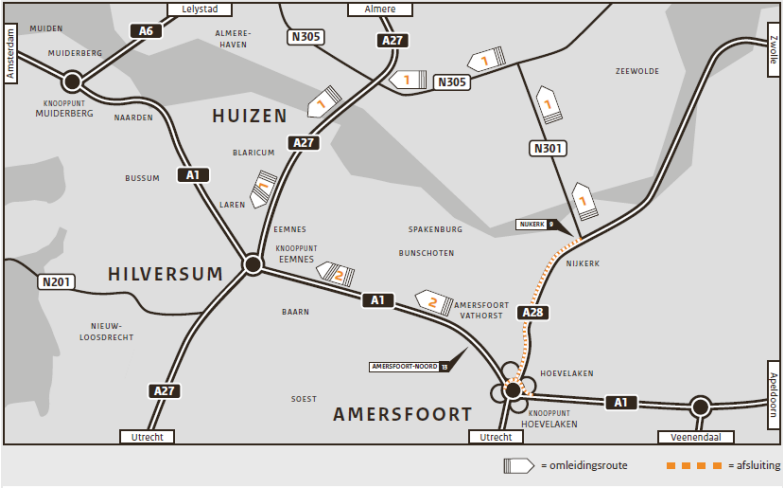 Lelystad
Almere
MUIDEN
A6
N305
ALMERE-
HAVEN
A27
Amsterdam
Zwolle
MUIDERBERG
1
1
N305
ZEEWOLDE
KNOOPPUNT
MUIDERBERG
NAARDEN
HUIZEN
1
1
A27
N301
BLARICUM
BUSSUM
A1
1
LAREN
1
EEMNES
SPAKENBURG
NIJKERK 9
KNOOPPUNT
EEMNES
BUNSCHOTEN
NIJKERK
HILVERSUM
2
N201
BAARN
A1
2
AMERSFOORT
VATHORST
A28
NIEUW-
LOOSDRECHT
AMERSFOORT-NOORD 13
HOEVELAKEN
A27
SOEST
AMERSFOORT
A1
KNOOPPUNT
HOEVELAKEN
Apeldoorn
Utrecht
Utrecht
Veenendaal
= omleidingsroute
= afsluiting